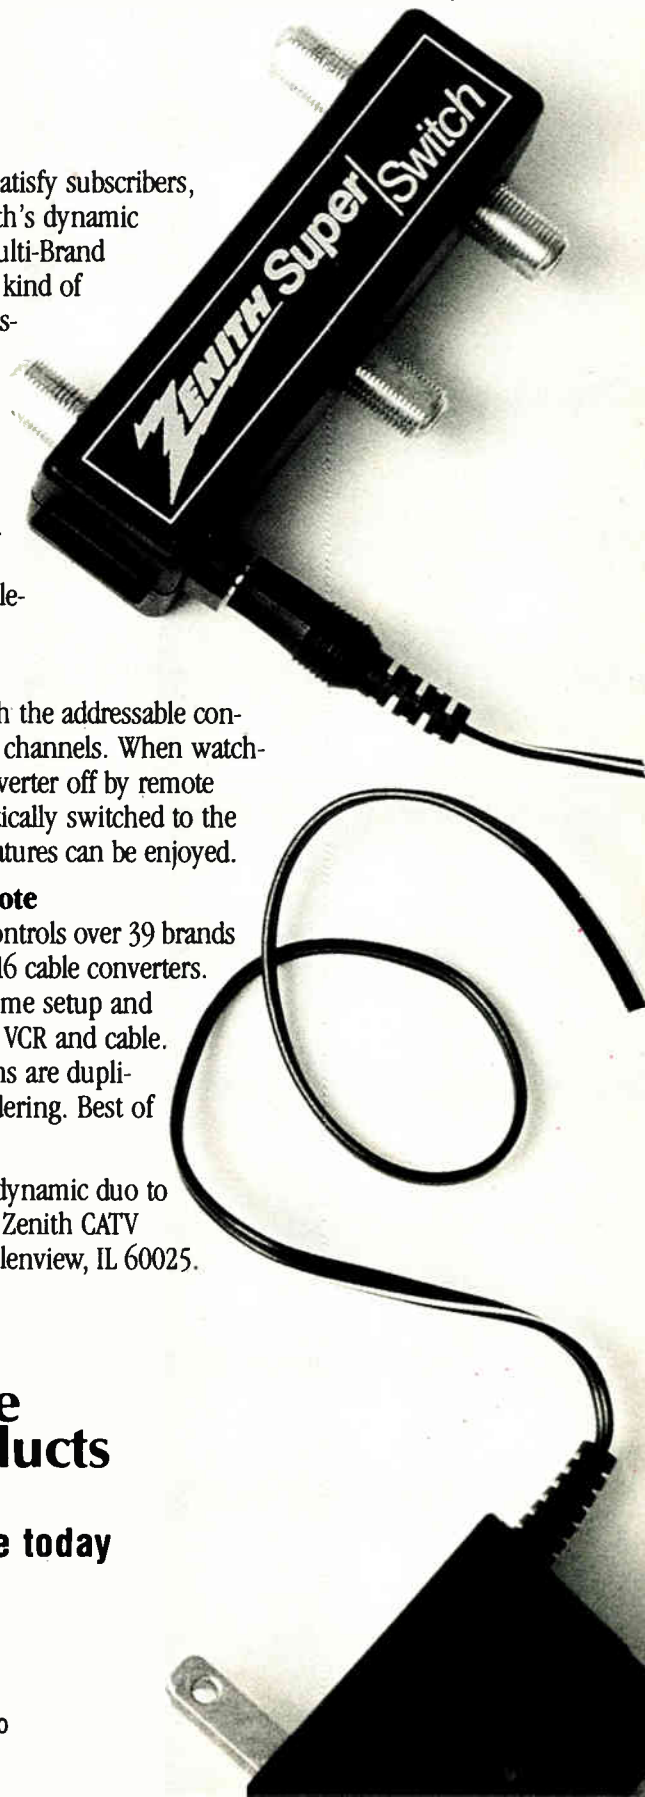 ZENITH Super Switch
atisfy subscribers,
th's dynamic
ulti-Brand
kind of
s-
le-
h the addressable con-
channels. When watch-
verter off by remote
tically switched to the
atures can be enjoyed.
ote
ontrols over 39 brands
16 cable converters.
me setup and
VCR and cable.
ns are dupli-
dering. Best of
dynamic duo to
Zenith CATV
lenview, IL 60025.
e
ducts
e today
o